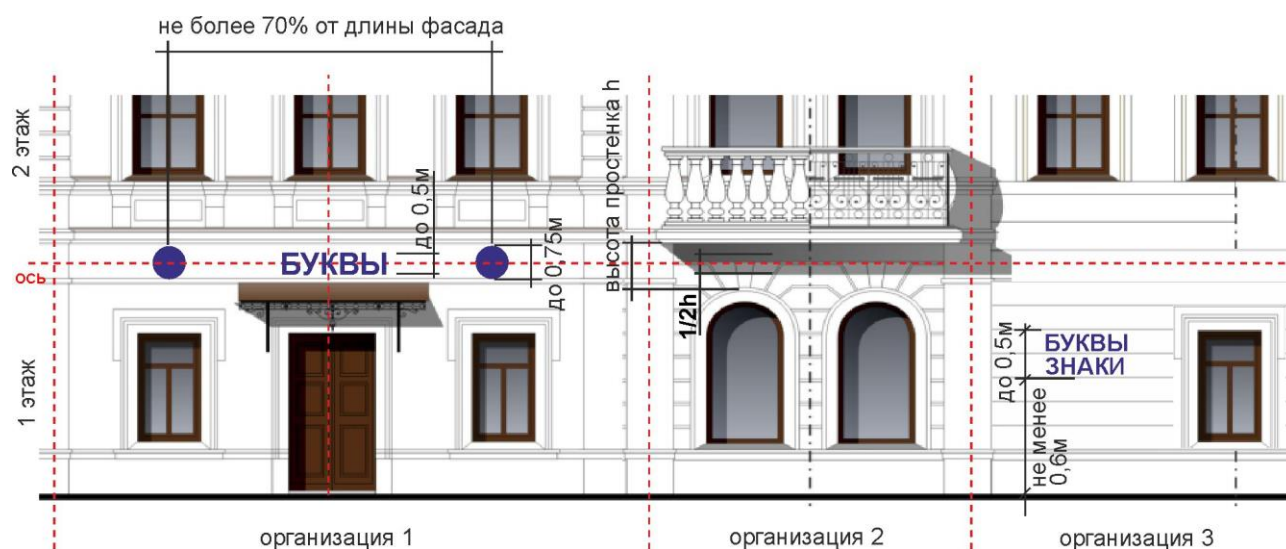 не более 70% от длины фасада
2 этаж
до 0,5м
высота простенка h
БУКВЫ
до 0,75м
ось
1/2h
1 этаж
БУКВЫ
ЗНАКИ
до 0,5м
не менее
0,6м
организация 1
организация 2
организация 3